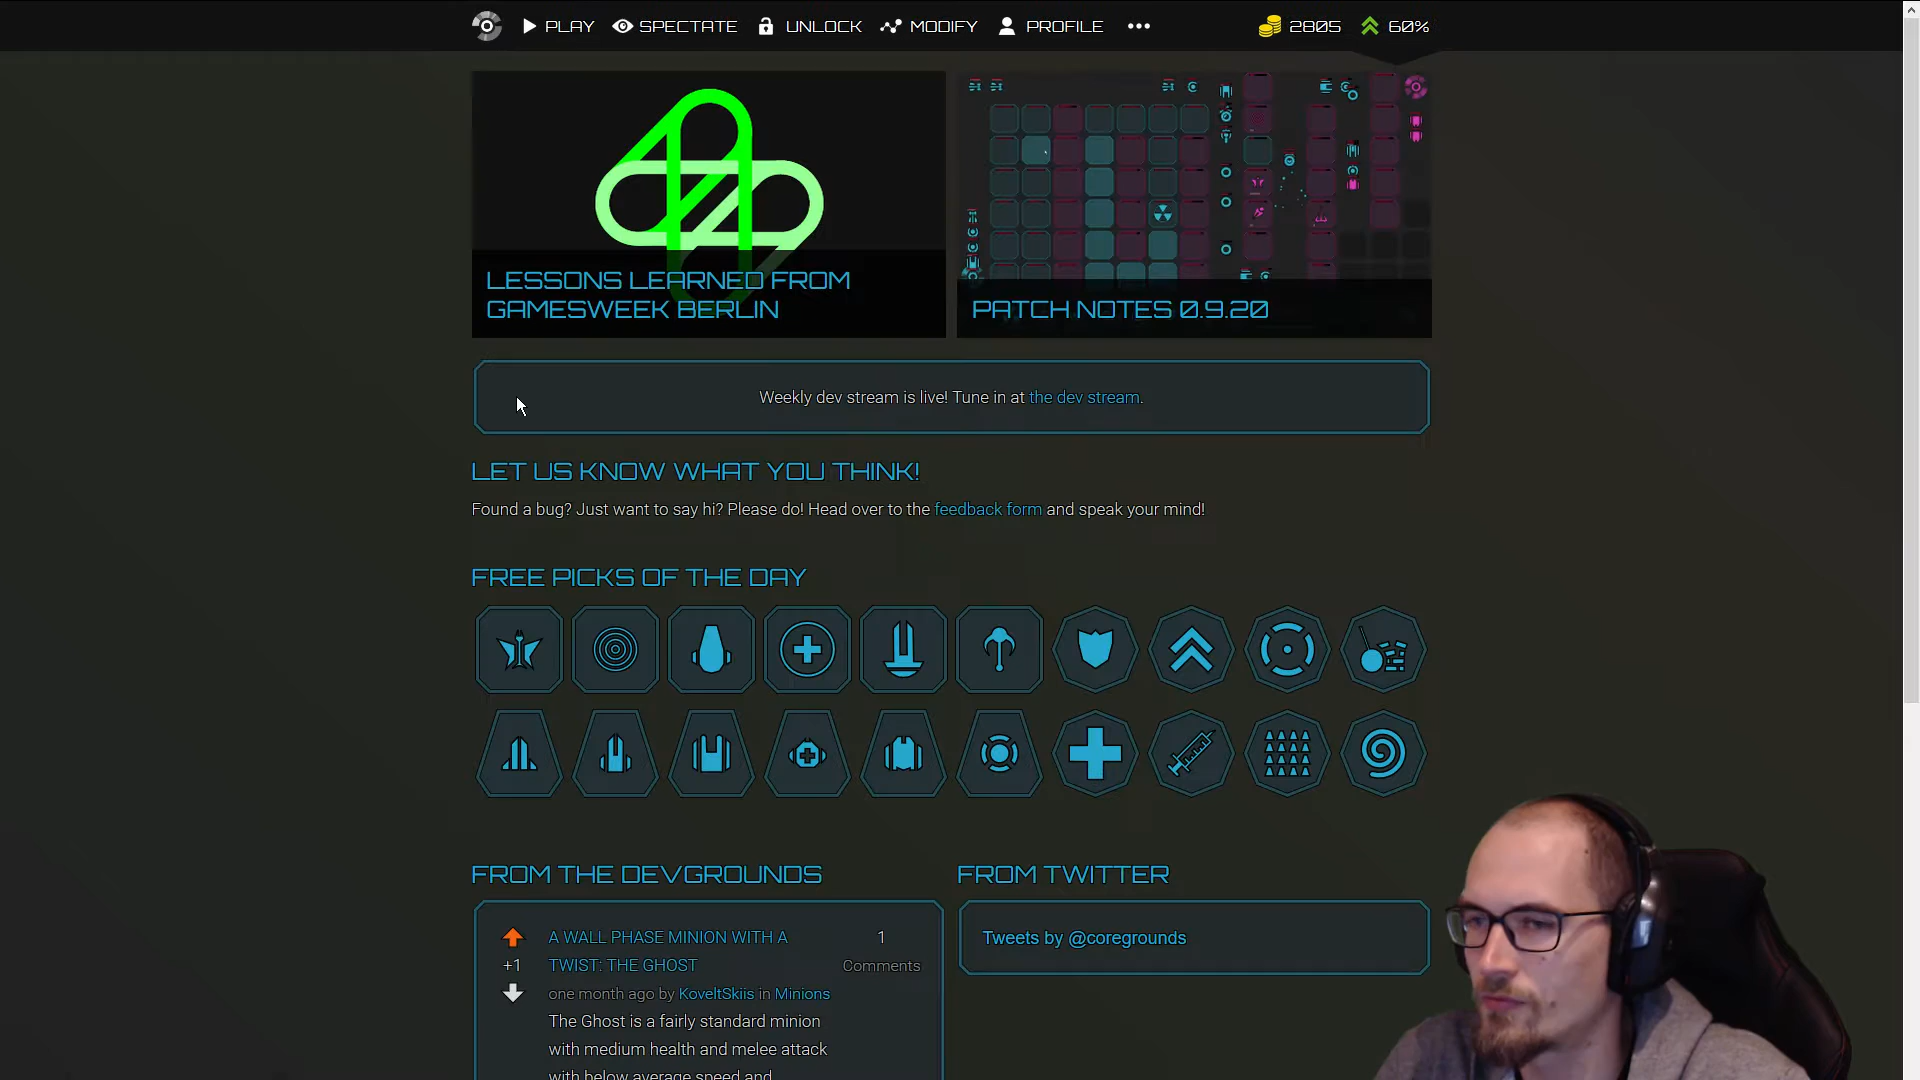 PLAY SPECTATE UNLOCK MODIFY PROFILE 2805 60%
LESSONS LEARNED FROM
GAMESWEEK BERLIN
PATCH NOTES 0.9.20
Weekly dev stream is live! Tune in at the dev stream.
LET US KNOW WHAT YOU THINK!
Found a bug? Just want to say hi? Please do! Head over to the feedback form and speak your mind!
FREE PICKS OF THE DAY
FROM THE DEVGROUNDS
+1
A WALL PHASE MINION WITH A
TWIST: THE GHOST
1
Comments
one month ago by KoveltSkiis in Minions
The Ghost is a fairly standard minion
with medium health and melee attack
with below average speed and
FROM TWITTER
Tweets by @coregrounds